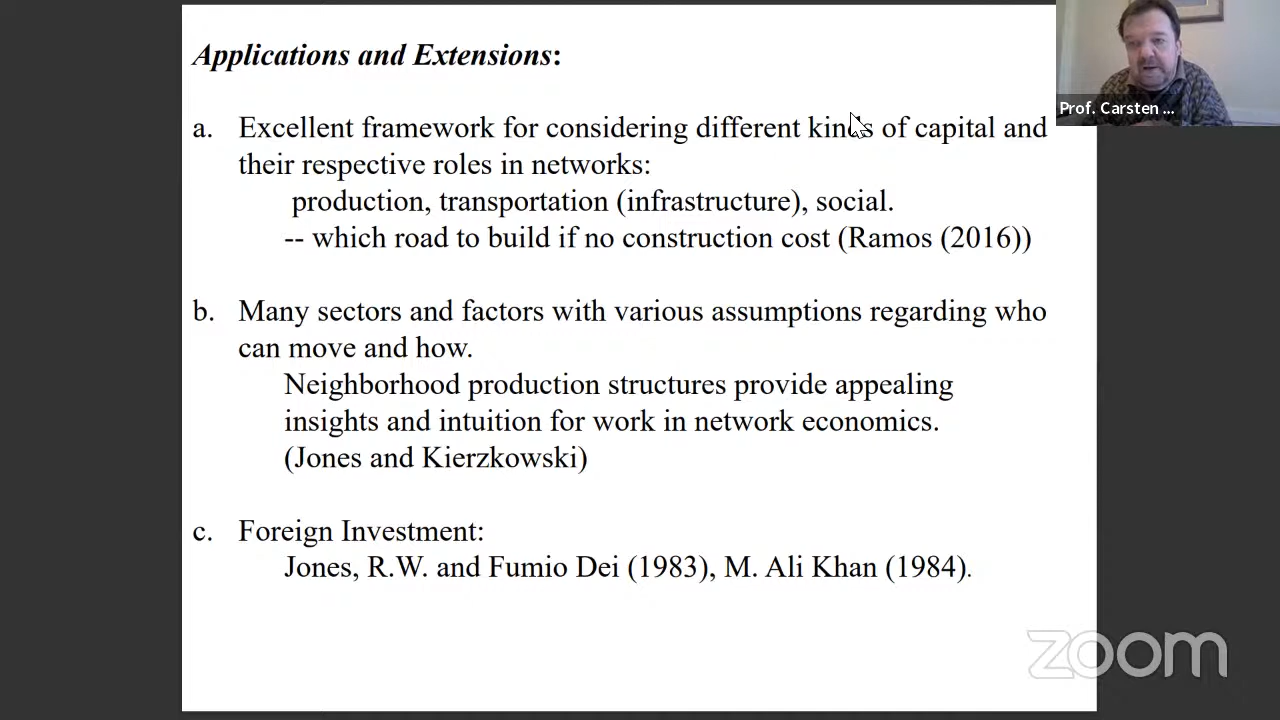 Applications and Extensions:
a. Excellent framework for considering different kinds of capital and
their respective roles in networks:
production, transportation (infrastructure), social.
-- which road to build if no construction cost (Ramos (2016))
b. Many sectors and factors with various assumptions regarding who
can move and how.
Neighborhood production structures provide appealing
insights and intuition for work in network economics.
(Jones and Kierzkowski)
c. Foreign Investment:
Jones, R.W. and Fumio Dei (1983), M. Ali Khan (1984).
Prof. Carsten ...
zoom